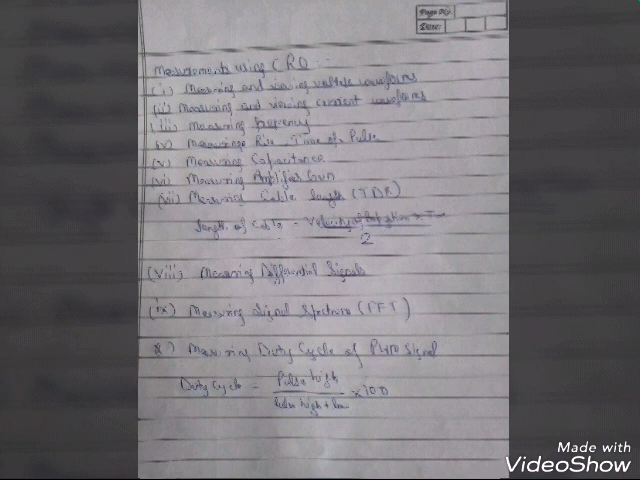 Page No.
Date:
Measurements using CRO :-
(i) Measuring and viewing voltage waveforms
(ii) Measuring and viewing current waveforms
(iii) Measuring frequency
(v) Measuring Rise Time of a Pulse
(v) Measuring Capacitance
(vi) Measuring Amplifier Gain
(vii) Measuring Cable length (TDR)
length of Cable = Velocity of Propagation × Time
2
(viii) Measuring Differential Signals
(ix) Measuring Signal Spectrum (FFT)
x) Measuring Duty Cycle of PWM Signal
Duty Cycle = Pulse high
Pulse high + low × 100
Made with
VideoShow